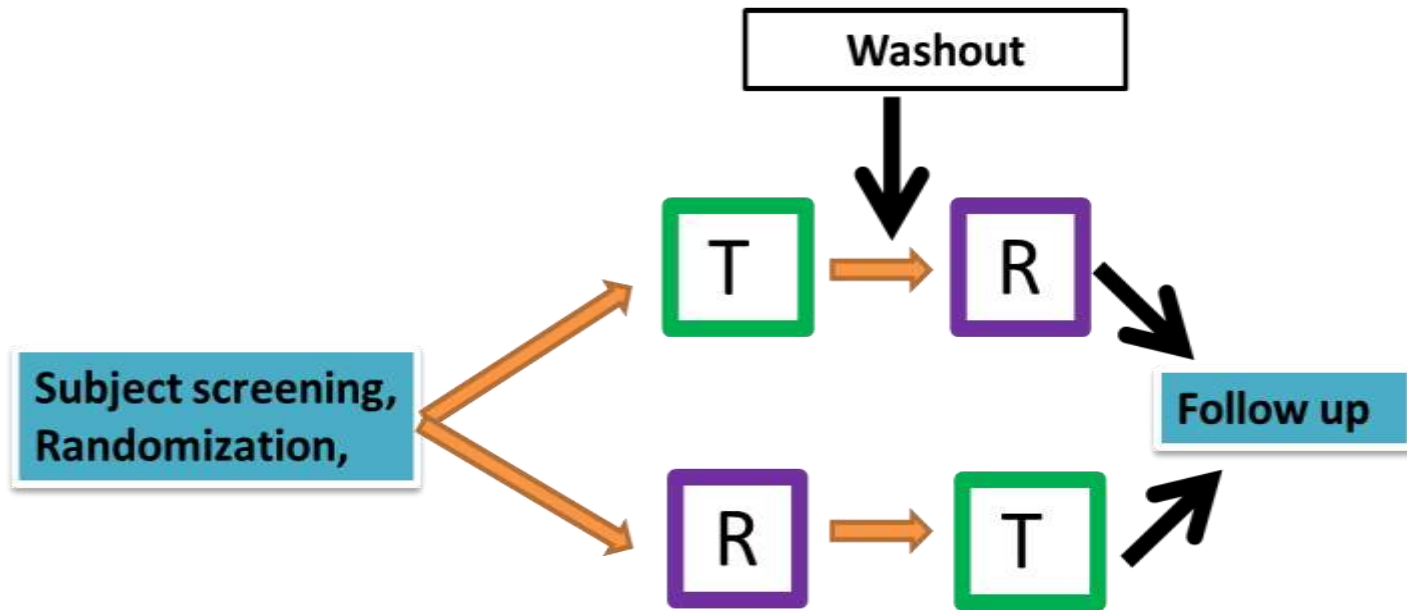 Washout
T
R
Subject screening,
Randomization,
Follow up
R
T